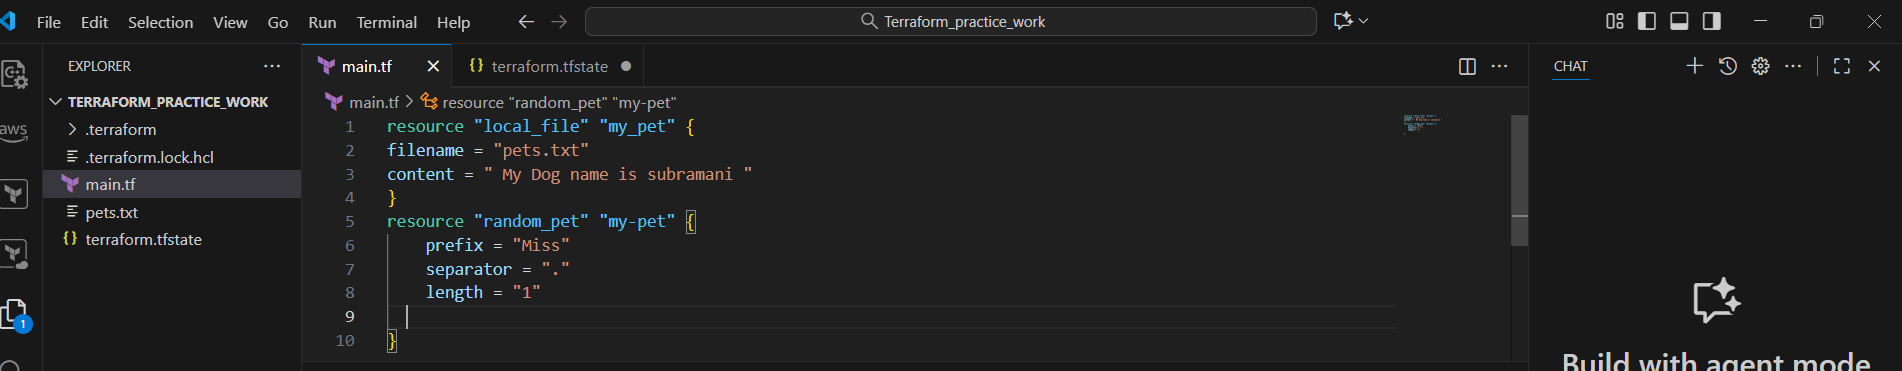 File Edit Selection View Go Run Terminal Help
Terraform_practice_work
EXPLORER
TERRAFORM_PRACTICE_WORK
.terraform
.terraform.lock.hcl
main.tf
pets.txt
{} terraform.tfstate
aws
1
main.tf
{} terraform.tfstate
main.tf > resource "random_pet" "my-pet"
1 resource "local_file" "my_pet" {
2 filename = "pets.txt"
3 content = " My Dog name is subramani "
4 }
5 resource "random_pet" "my-pet" {
6 prefix = "Miss"
7 separator = "."
8 length = "1"
9
10 }
CHAT
Build with agent mode